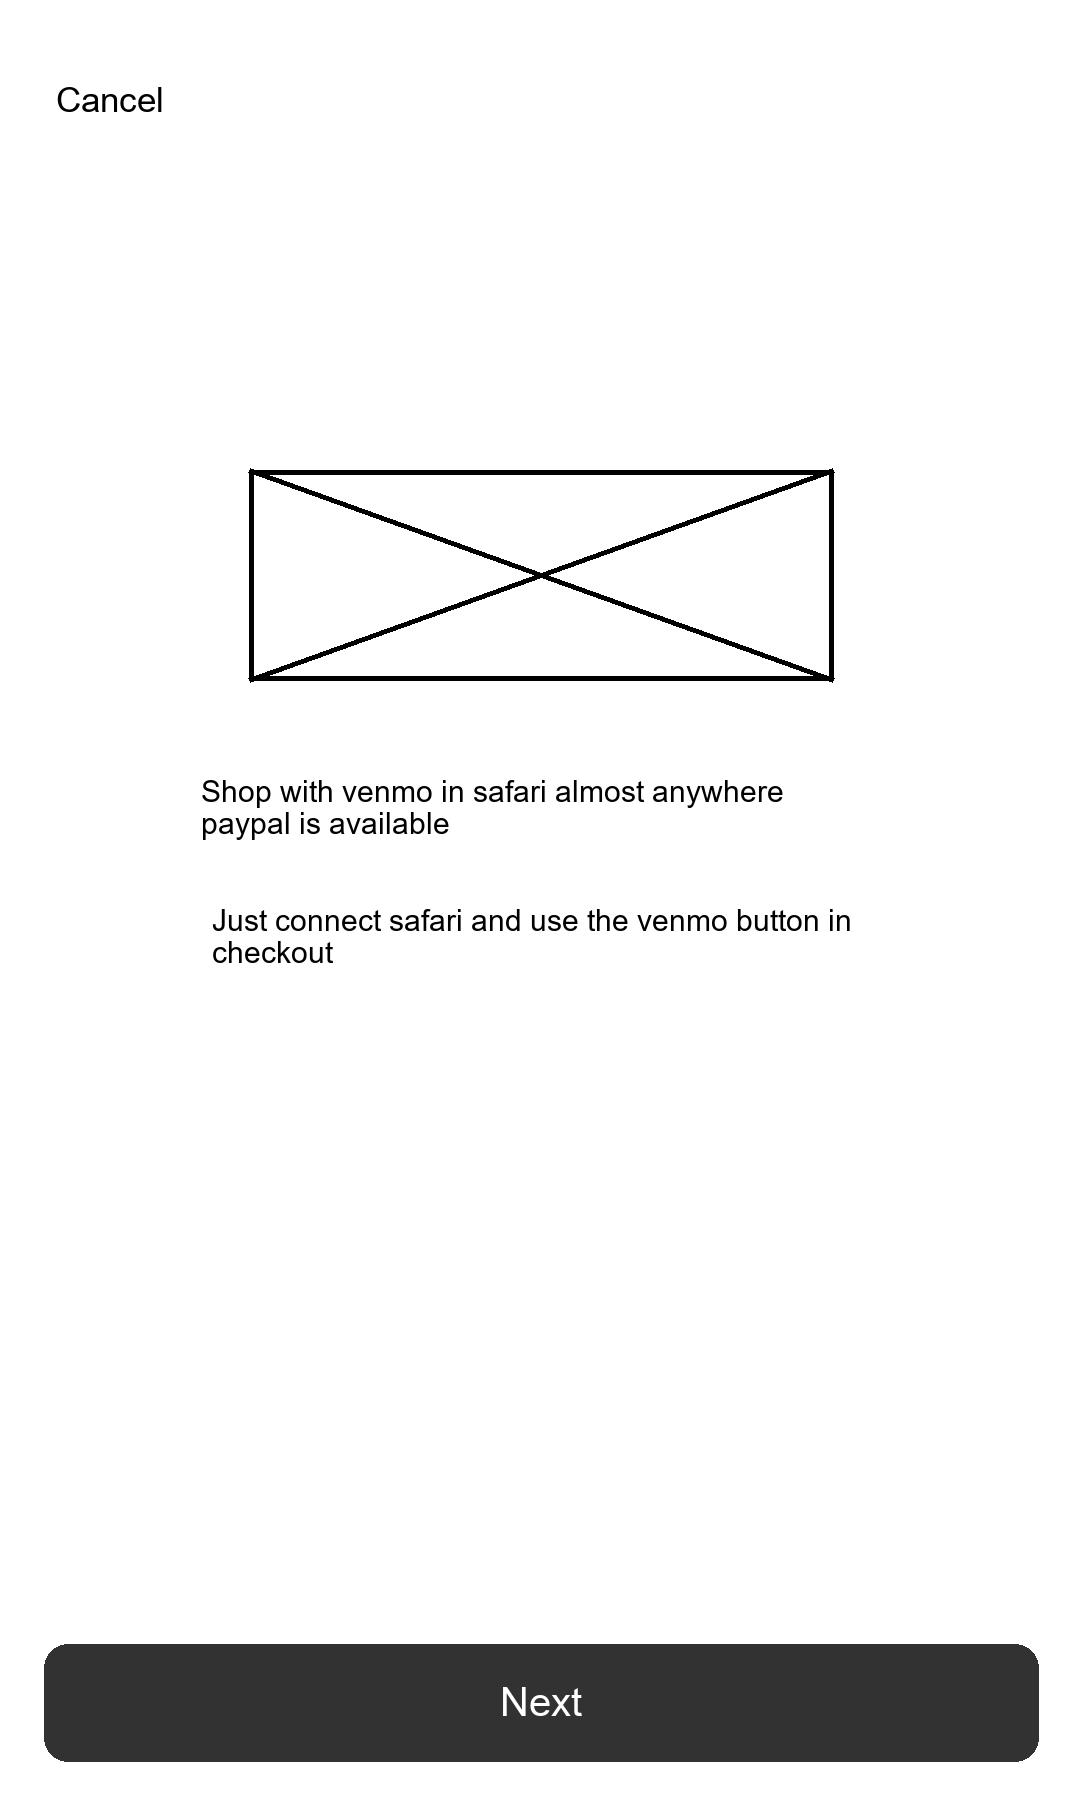 Cancel
Shop with venmo in safari almost anywhere
paypal is available
Just connect safari and use the venmo button in
checkout
Next